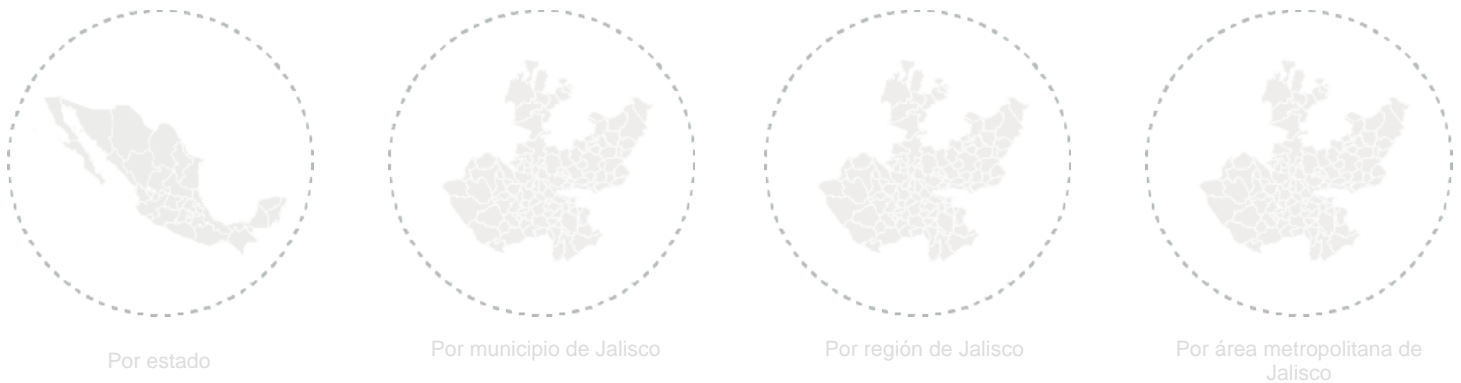 Por estado
Por municipio de Jalisco
Por región de Jalisco
Por área metropolitana de
Jalisco